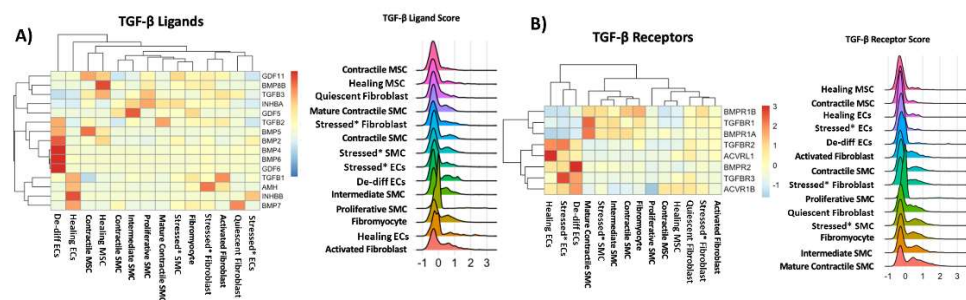 A)
TGF-β Ligands
GDF11
BMP8B
TGFB3
INHBA
GDF5
TGFB2
BMP5
BMP2
BMP4
BMP6
GDF6
TGFB1
AMH
INHBB
BMP7
De-diff ECs
Healing ECs
Contractile MSC
Healing MSC
Contractile SMC
Intermediate SMC
Proliferative SMC
Mature Contractile SMC
Stressed* SMC
Fibromyocyte
Stressed* Fibroblast
Activated Fibroblast
Quiescent Fibroblast
Stressed* ECs
TGF-β Ligand Score
Contractile MSC
Healing MSC
Quiescent Fibroblast
Mature Contractile SMC
Stressed* Fibroblast
Contractile SMC
Stressed* SMC
Stressed* ECs
De-diff ECs
Intermediate SMC
Proliferative SMC
Fibromyocyte
Healing ECs
Activated Fibroblast
-1 0 1 2 3
B)
TGF-β Receptors
BMPR1B
TGFBR1
BMPR1A
TGFBR2
ACVRL1
BMPR2
TGFBR3
ACVR1B
3
2
1
0
-1
-2
Healing ECs
Stressed* ECs
De-diff ECs
Mature Contractile SMC
Stressed* SMC
Intermediate SMC
Contractile SMC
Fibromyocyte
Proliferative SMC
Contractile MSC
Healing MSC
Quiescent Fibroblast
Stressed* Fibroblast
Activated Fibroblast
TGF-β Receptor Score
Healing MSC
Contractile MSC
Healing ECs
Stressed* ECs
De-diff ECs
Activated Fibroblast
Contractile SMC
Stressed* Fibroblast
Proliferative SMC
Quiescent Fibroblast
Stressed* SMC
Fibromyocyte
Intermediate SMC
Mature Contractile SMC
-1 0 1 2 3